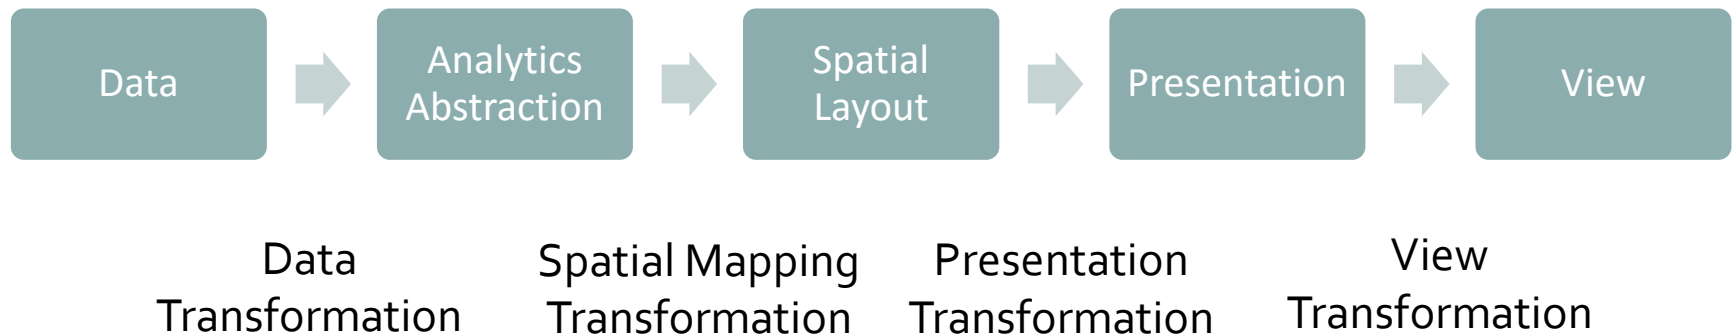 Data
Analytics
Abstraction
Spatial
Layout
Presentation
View
Data
Transformation
Spatial Mapping
Transformation
Presentation
Transformation
View
Transformation